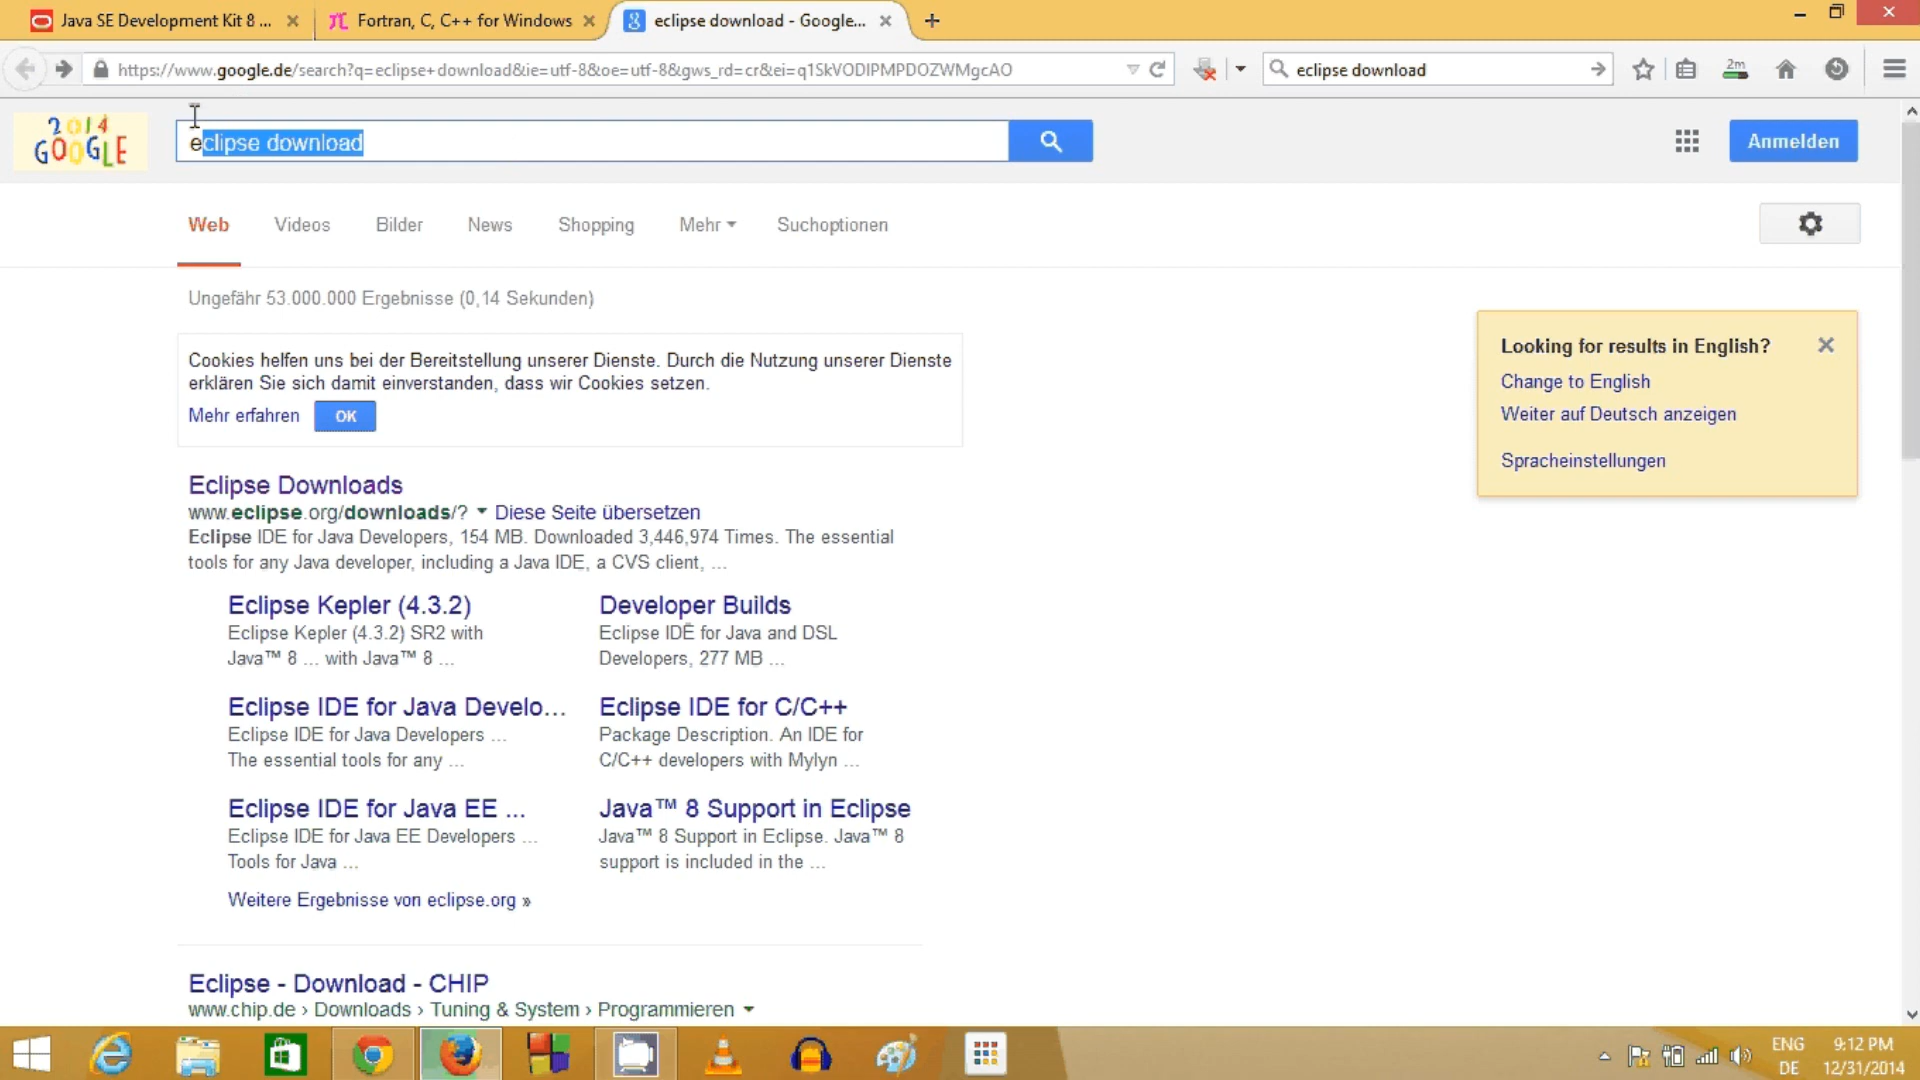 Java SE Development Kit 8 ...
Fortran, C, C++ for Windows
eclipse download - Google...
https://www.google.de/search?q=eclipse+download&ie=utf-8&oe=utf-8&gws_rd=cr&ei=q1SkVODIPMPDOZWMgcAO
eclipse download
2m
2014
GOOGLE
eclipse download
Anmelden
Web
Videos
Bilder
News
Shopping
Mehr
Suchoptionen
Ungefähr 53.000.000 Ergebnisse (0,14 Sekunden)
Cookies helfen uns bei der Bereitstellung unserer Dienste. Durch die Nutzung unserer Dienste
erklären Sie sich damit einverstanden, dass wir Cookies setzen.
Mehr erfahren
OK
Looking for results in English?
Change to English
Weiter auf Deutsch anzeigen
Spracheinstellungen
Eclipse Downloads
www.eclipse.org/downloads/? Diese Seite übersetzen
Eclipse IDE for Java Developers, 154 MB. Downloaded 3,446,974 Times. The essential
tools for any Java developer, including a Java IDE, a CVS client, ...
Eclipse Kepler (4.3.2)
Eclipse Kepler (4.3.2) SR2 with
Java™ 8 ... with Java™ 8 ...
Developer Builds
Eclipse IDE for Java and DSL
Developers, 277 MB ...
Eclipse IDE for Java Develo...
Eclipse IDE for Java Developers ...
The essential tools for any ...
Eclipse IDE for C/C++
Package Description. An IDE for
C/C++ developers with Mylyn ...
Eclipse IDE for Java EE ...
Eclipse IDE for Java EE Developers ...
Tools for Java ...
Java™ 8 Support in Eclipse
Java™ 8 Support in Eclipse. Java™ 8
support is included in the ...
Weitere Ergebnisse von eclipse.org »
Eclipse - Download - CHIP
www.chip.de › Downloads › Tuning & System › Programmieren
ENG
DE
9:12 PM
12/31/2014